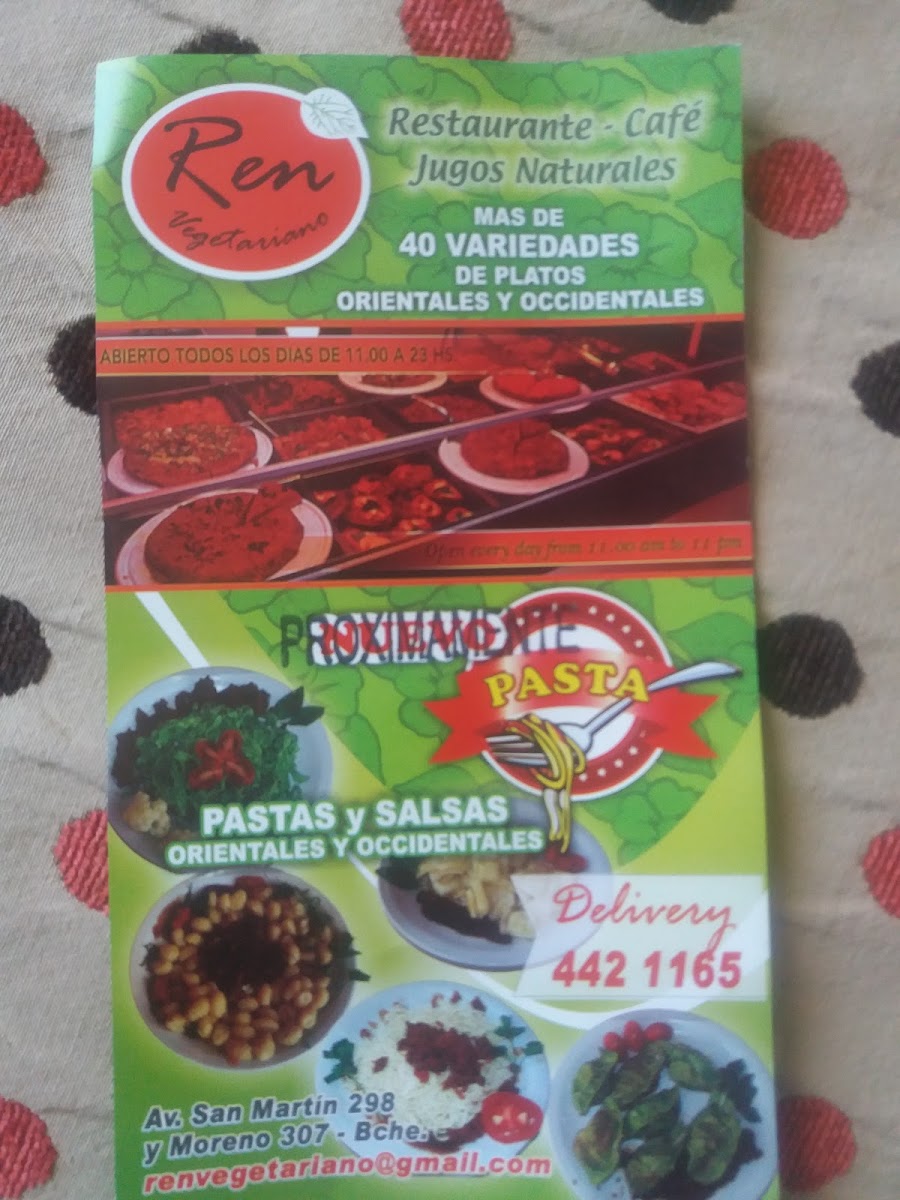 Ren
Vegetariano
Restaurante - Café
Jugos Naturales
MAS DE
40 VARIEDADES
DE PLATOS
ORIENTALES Y OCCIDENTALES
ABIERTO TODOS LOS DIAS DE 11.00 A 23 HS.
Open every day from 11.00 am to 11 pm
PROXIMAMENTE
PASTA
PASTAS y SALSAS
ORIENTALES Y OCCIDENTALES
Delivery
442 1165
Av. San Martín 298
y Moreno 307 - Bche.
renvegetariano@gmail.com